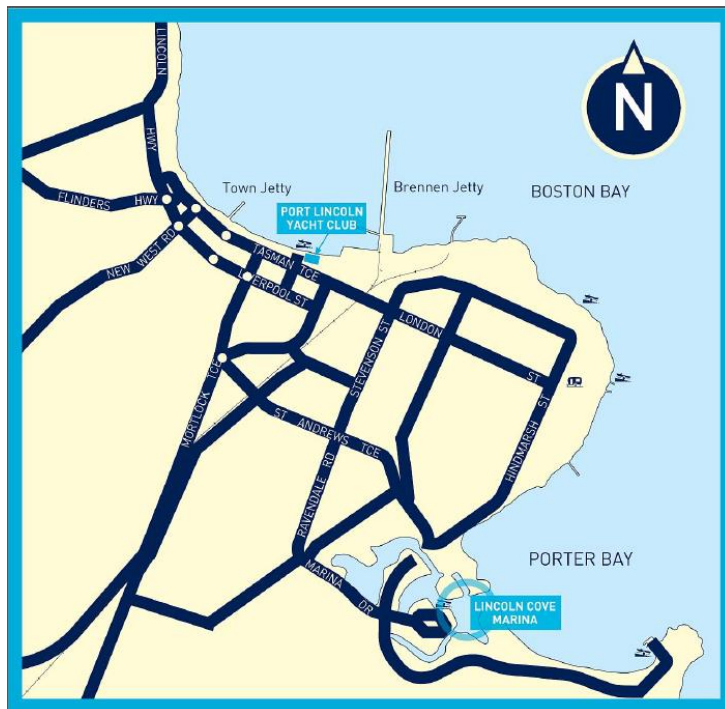 LINCOLN
HWY
N
FLINDERS HWY
Town Jetty
Brennen Jetty
BOSTON BAY
PORT LINCOLN
YACHT CLUB
NEW WEST RD
TASMAN TCE
LIVERPOOL ST
LONDON ST
STEVENSON ST
MORTLOCK TCE
ST ANDREWS TCE
HINDMARSH ST
RAVENDALE RD
MARINA DR
PORTER BAY
LINCOLN COVE
MARINA